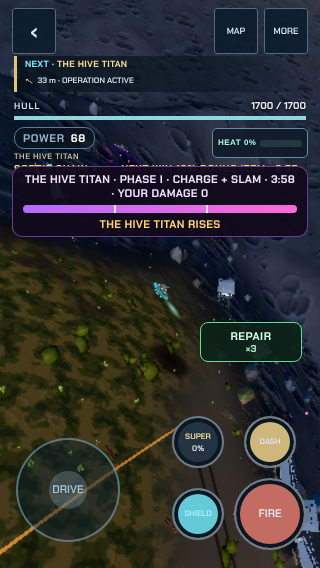 ‹
MAP
MORE
NEXT · THE HIVE TITAN
33 m · OPERATION ACTIVE
HULL
1700 / 1700
POWER 68
HEAT 0%
THE HIVE TITAN
THE HIVE TITAN · PHASE I · CHARGE + SLAM · 3:58
· YOUR DAMAGE 0
THE HIVE TITAN RISES
REPAIR
×3
SUPER
0%
DASH
DRIVE
SHIELD
FIRE